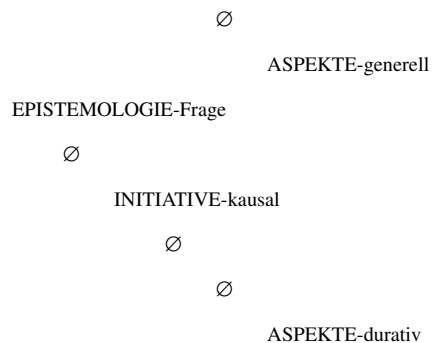 ∅
ASPEKTE-generell
EPISTEMOLOGIE-Frage
∅
INITIATIVE-kausal
∅
∅
ASPEKTE-durativ